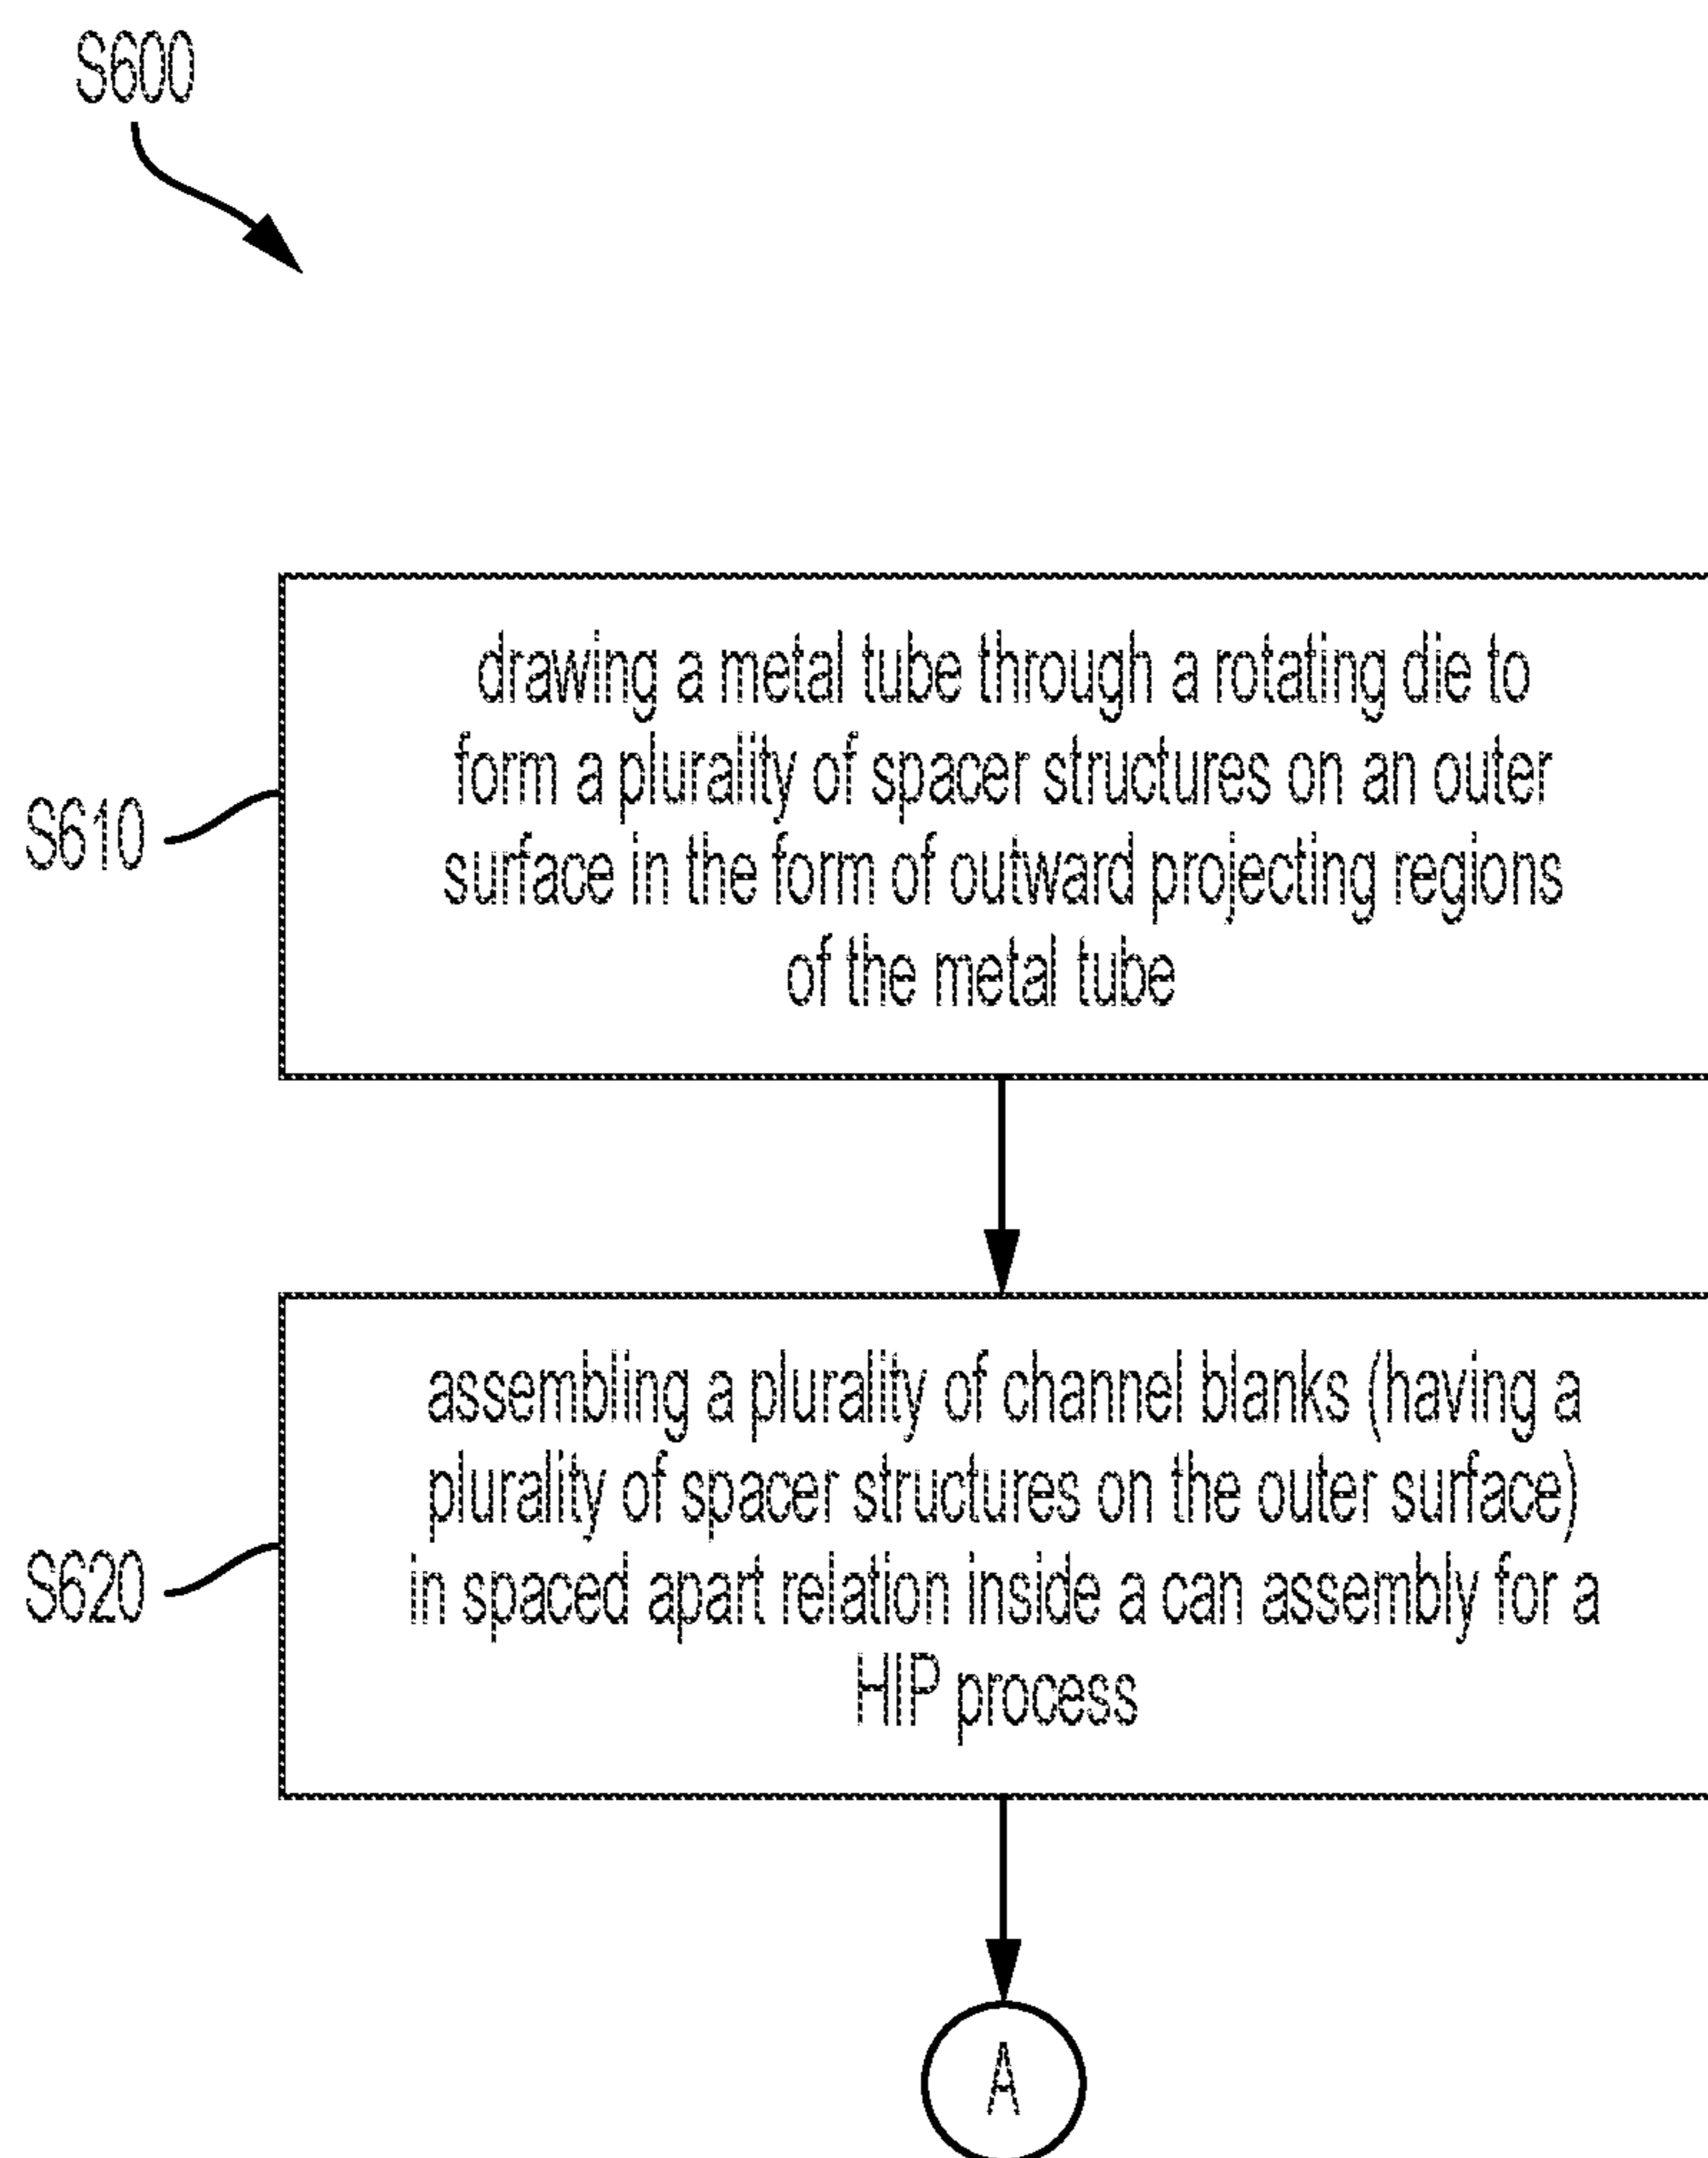 S600
drawing a metal tube through a rotating die to
form a plurality of spacer structures on an outer
S610
surface in the form of outward projecting regions
of the metal tube
assembling a plurality of channel blanks (having a
plurality of spacer structures on the outer surface)
S620
in spaced apart relation inside a can assembly for a
HIP process
A